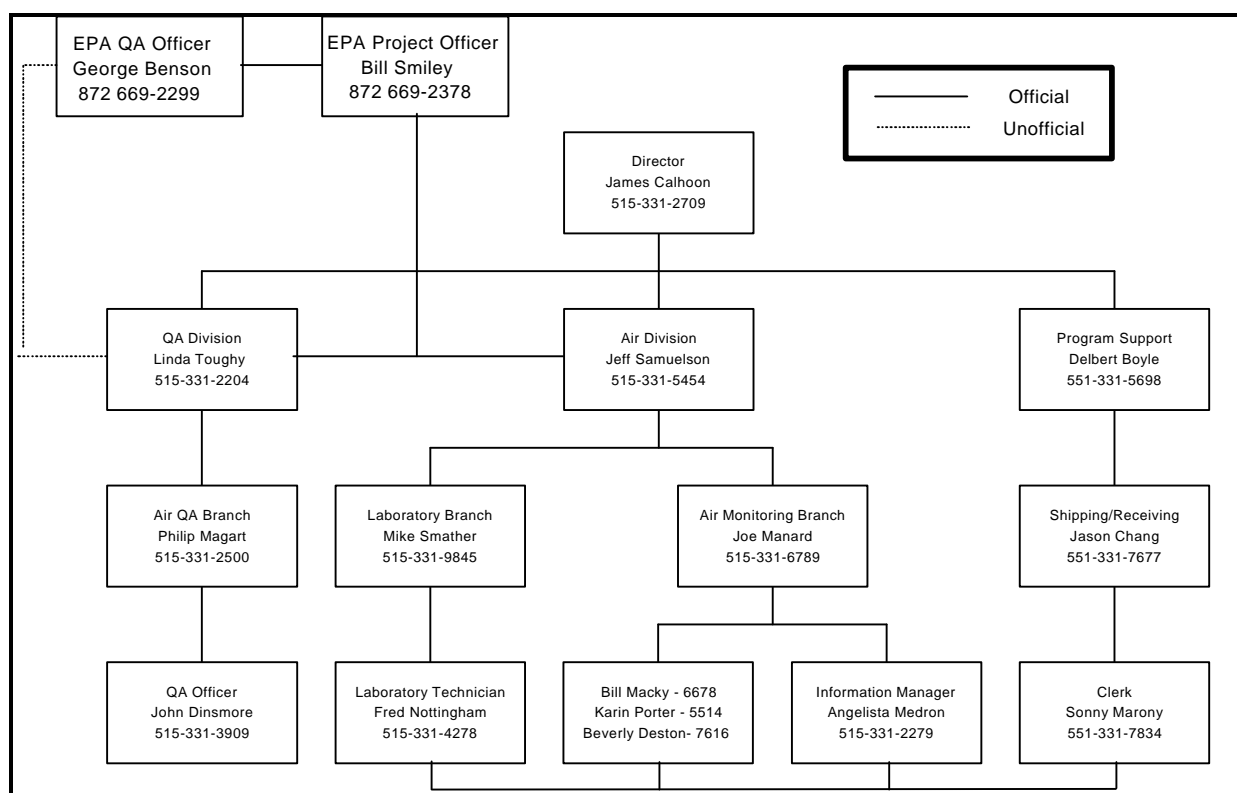 EPA QA Officer
George Benson
872 669-2299
EPA Project Officer
Bill Smiley
872 669-2378
Official
Unofficial
Director
James Calhoon
515-331-2709
QA Division
Linda Toughy
515-331-2204
Air Division
Jeff Samuelson
515-331-5454
Program Support
Delbert Boyle
551-331-5698
Air QA Branch
Philip Magart
515-331-2500
Laboratory Branch
Mike Smather
515-331-9845
Air Monitoring Branch
Joe Manard
515-331-6789
Shipping/Receiving
Jason Chang
551-331-7677
QA Officer
John Dinsmore
515-331-3909
Laboratory Technician
Fred Nottingham
515-331-4278
Bill Macky - 6678
Karin Porter - 5514
Beverly Deston- 7616
Information Manager
Angelista Medron
515-331-2279
Clerk
Sonny Marony
551-331-7834